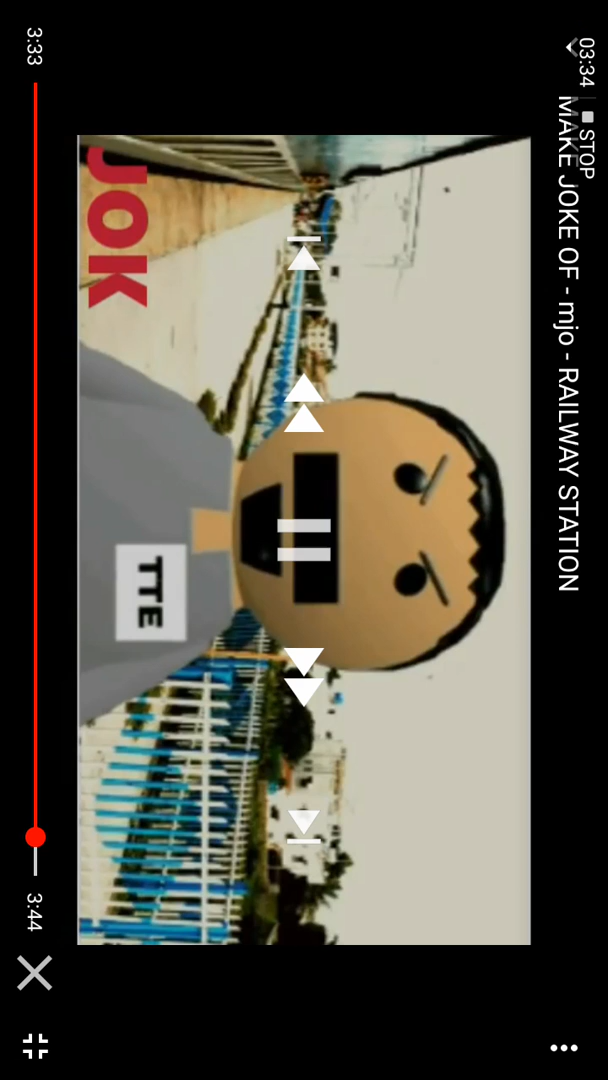 03:34 STOP
MAKE JOKE OF - mjo - RAILWAY STATION
JOK
TTE
3:33
3:44